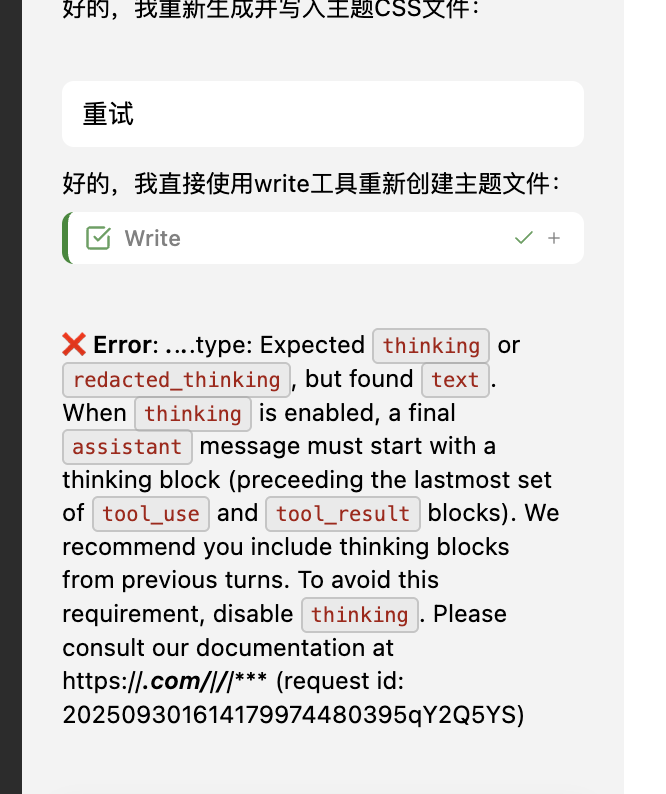 好的，我重新生成并写入主题CSS文件：
重试
好的，我直接使用write工具重新创建主题文件：
Write
❌ Error: ....type: Expected thinking or
redacted_thinking, but found text.
When thinking is enabled, a final
assistant message must start with a
thinking block (preceeding the lastmost set
of tool_use and tool_result blocks). We
recommend you include thinking blocks
from previous turns. To avoid this
requirement, disable thinking. Please
consult our documentation at
https://​/.com/​/​/​/*** (request id:
202509301614179974480395qY2Q5YS)